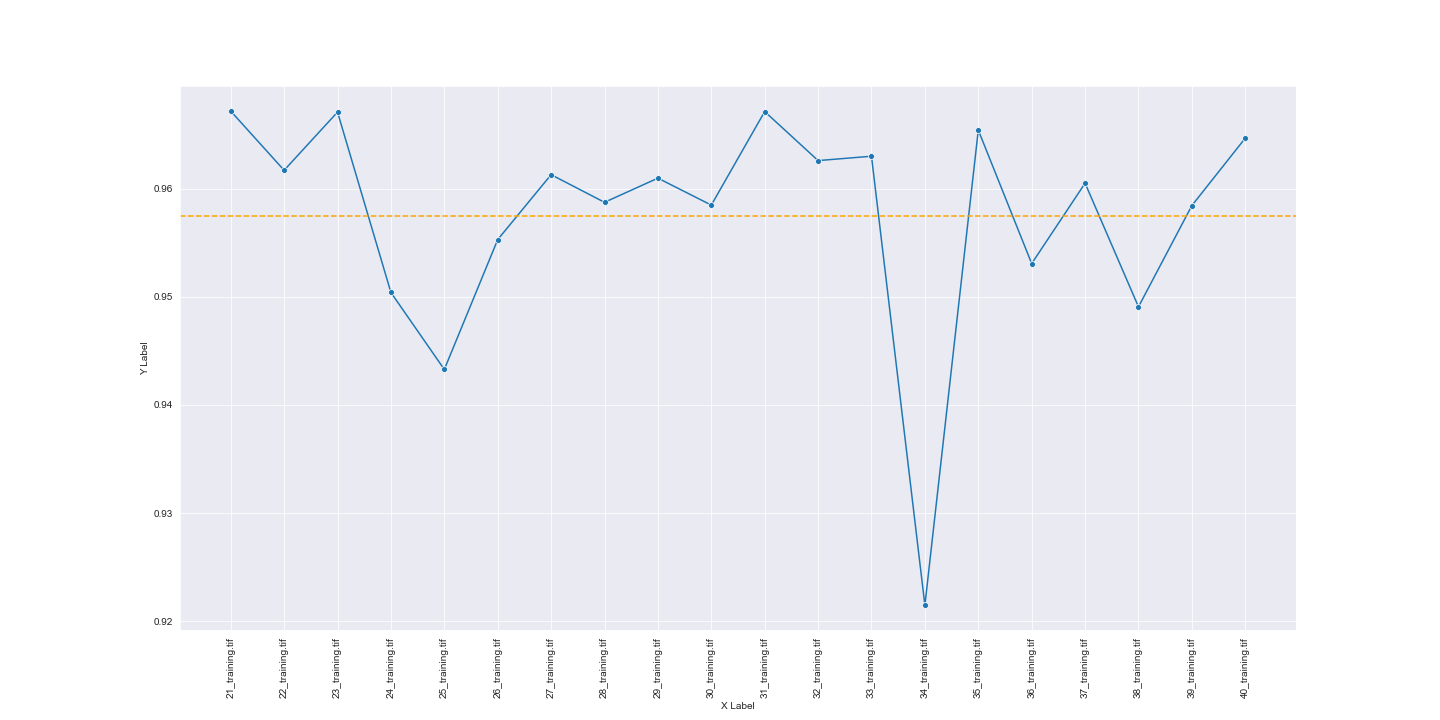 0.96
0.95
0.94
0.93
0.92
Y Label
21_training.tif
22_training.tif
23_training.tif
24_training.tif
25_training.tif
26_training.tif
27_training.tif
28_training.tif
29_training.tif
30_training.tif
31_training.tif
32_training.tif
33_training.tif
34_training.tif
35_training.tif
36_training.tif
37_training.tif
38_training.tif
39_training.tif
40_training.tif
X Label